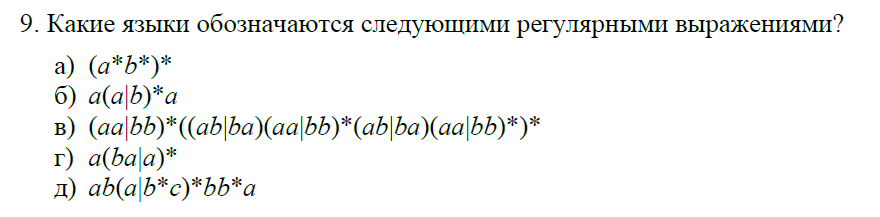 9. Какие языки обозначаются следующими регулярными выражениями?
а) (a*b*)*
б) a(a|b)*a
в) (aa|bb)*((ab|ba)(aa|bb)*(ab|ba)(aa|bb)*)*
г) a(ba|a)*
д) ab(a|b*c)*bb*a